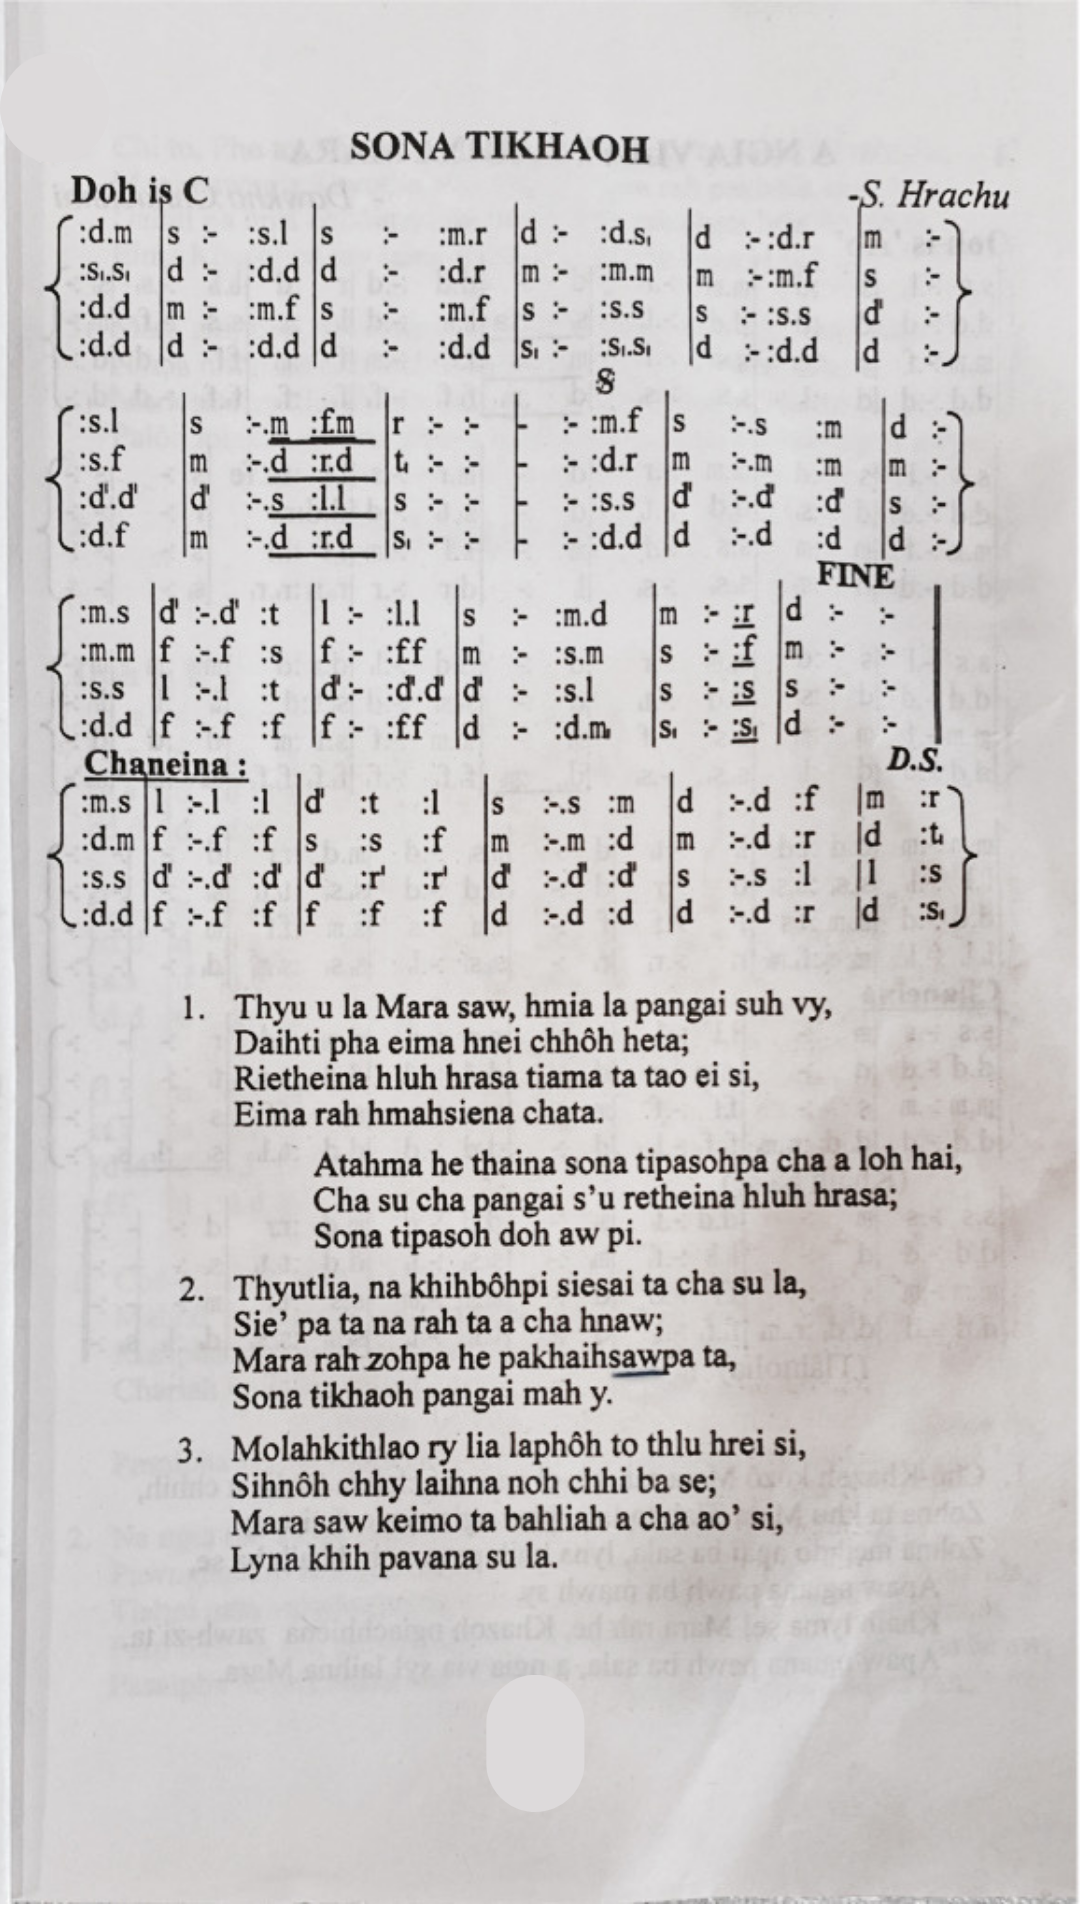 SONA TIKHAOH
Doh is C
-S. Hrachu
:d.m |s :- :s.l |s :- :m.r |d :- :d.s, |d :- :d.r |m :-
:s,.s, |d :- :d.d |d :- :d.r |m :- :m.m |m :- :m.f |s :-
:d.d |m :- :m.f |s :- :m.f |s :- :s.s |s :- :s.s |d' :-
:d.d |d :- :d.d |d :- :d.d |s, :- :s,.s, |d :- :d.d |d :-
S
:s.l |s :-.m :f.m |r :- :- |- :- :m.f |s :-.s :m |d :-
:s.f |m :-.d :r.d |t, :- :- |- :- :d.r |m :-.m :m |m :-
:d'.d' |d' :-.s :l.l |s :- :- |- :- :s.s |d' :-.d' :d' |s :-
:d.f |m :-.d :r.d |s, :- :- |- :- :d.d |d :-.d :d |d :-
FINE
:m.s |d' :-.d' :t |l :- :l.l |s :- :m.d |m :- :r |d :- :-
:m.m |f :-.f :s |f :- :f.f |m :- :s.m |s :- :f |m :- :-
:s.s |l :-.l :t |d' :- :d'.d' |d' :- :s.l |s :- :s |s :- :-
:d.d |f :-.f :f |f :- :f.f |d :- :d.m, |s, :- :s, |d :- :-
Chaneina :
D.S.
:m.s |l :-.l :l |d' :t :l |s :-.s :m |d :-.d :f |m :r
:d.m |f :-.f :f |s :s :f |m :-.m :d |m :-.d :r |d :t,
:s.s |d' :-.d' :d' |d' :r' :r' |d' :-.d' :d' |s :-.s :l |l :s
:d.d |f :-.f :f |f :f :f |d :-.d :d |d :-.d :r |d :s,
1. Thyu u la Mara saw, hmia la pangai suh vy,
Daihti pha eima hnei chhôh heta;
Rietheina hluh hrasa tiama ta tao ei si,
Eima rah hmahsiena chata.
Atahma he thaina sona tipasohpa cha a loh hai,
Cha su cha pangai s'u retheina hluh hrasa;
Sona tipasoh doh aw pi.
2. Thyutlia, na khihbôhpi siesai ta cha su la,
Sie' pa ta na rah ta a cha hnaw;
Mara rah zohpa he pakhaihsawpa ta,
Sona tikhaoh pangai mah y.
3. Molahkithlao ry lia laphôh to thlu hrei si,
Sihnôh chhy laihna noh chhi ba se;
Mara saw keimo ta bahliah a cha ao' si,
Lyna khih pavana su la.